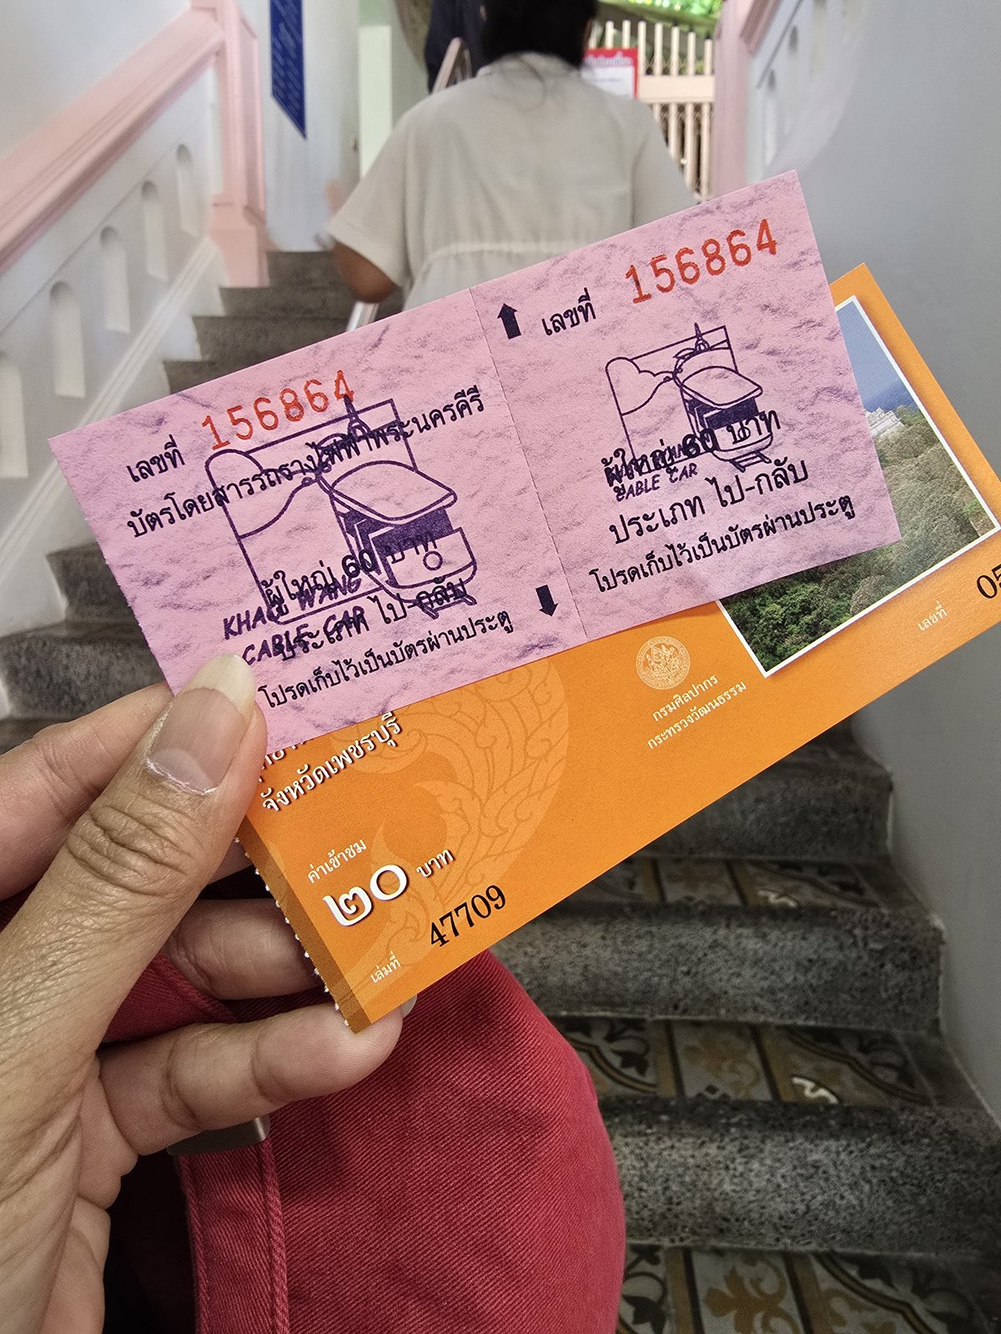 เลขที่ 156864
บัตรโดยสารรถรางไฟฟ้าพระนครคีรี
ผู้ใหญ่ 60 บาท
KHAO WANG
CABLE CAR
ประเภท ไป-กลับ
โปรดเก็บไว้เป็นบัตรผ่านประตู
เลขที่ 156864
ผู้ใหญ่ 60 บาท
CABLE CAR
ประเภท ไป-กลับ
โปรดเก็บไว้เป็นบัตรผ่านประตู
จังหวัดเพชรบุรี
ค่าเข้าชม
๒๐ บาท
เล่มที่ 47709
กรมศิลปากร
กระทรวงวัฒนธรรม
เลขที่ 05